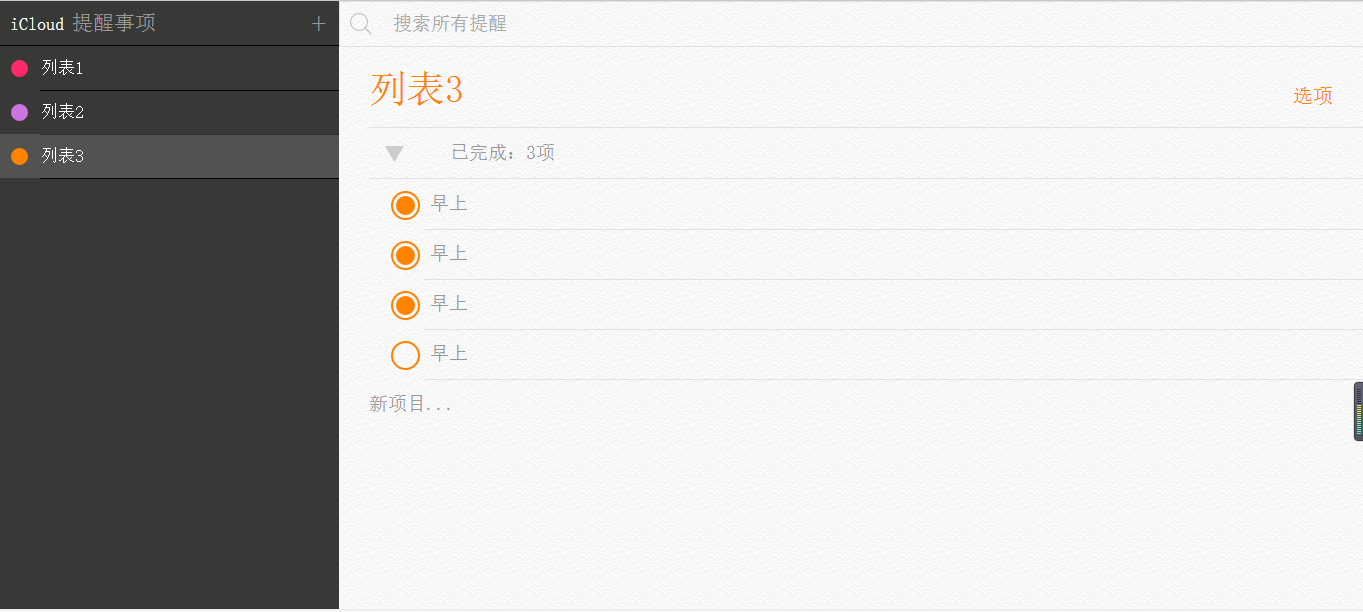 iCloud 提醒事项 +
列表1
列表2
列表3
搜索所有提醒
列表3
选项
已完成: 3项
早上
早上
早上
早上
新项目...